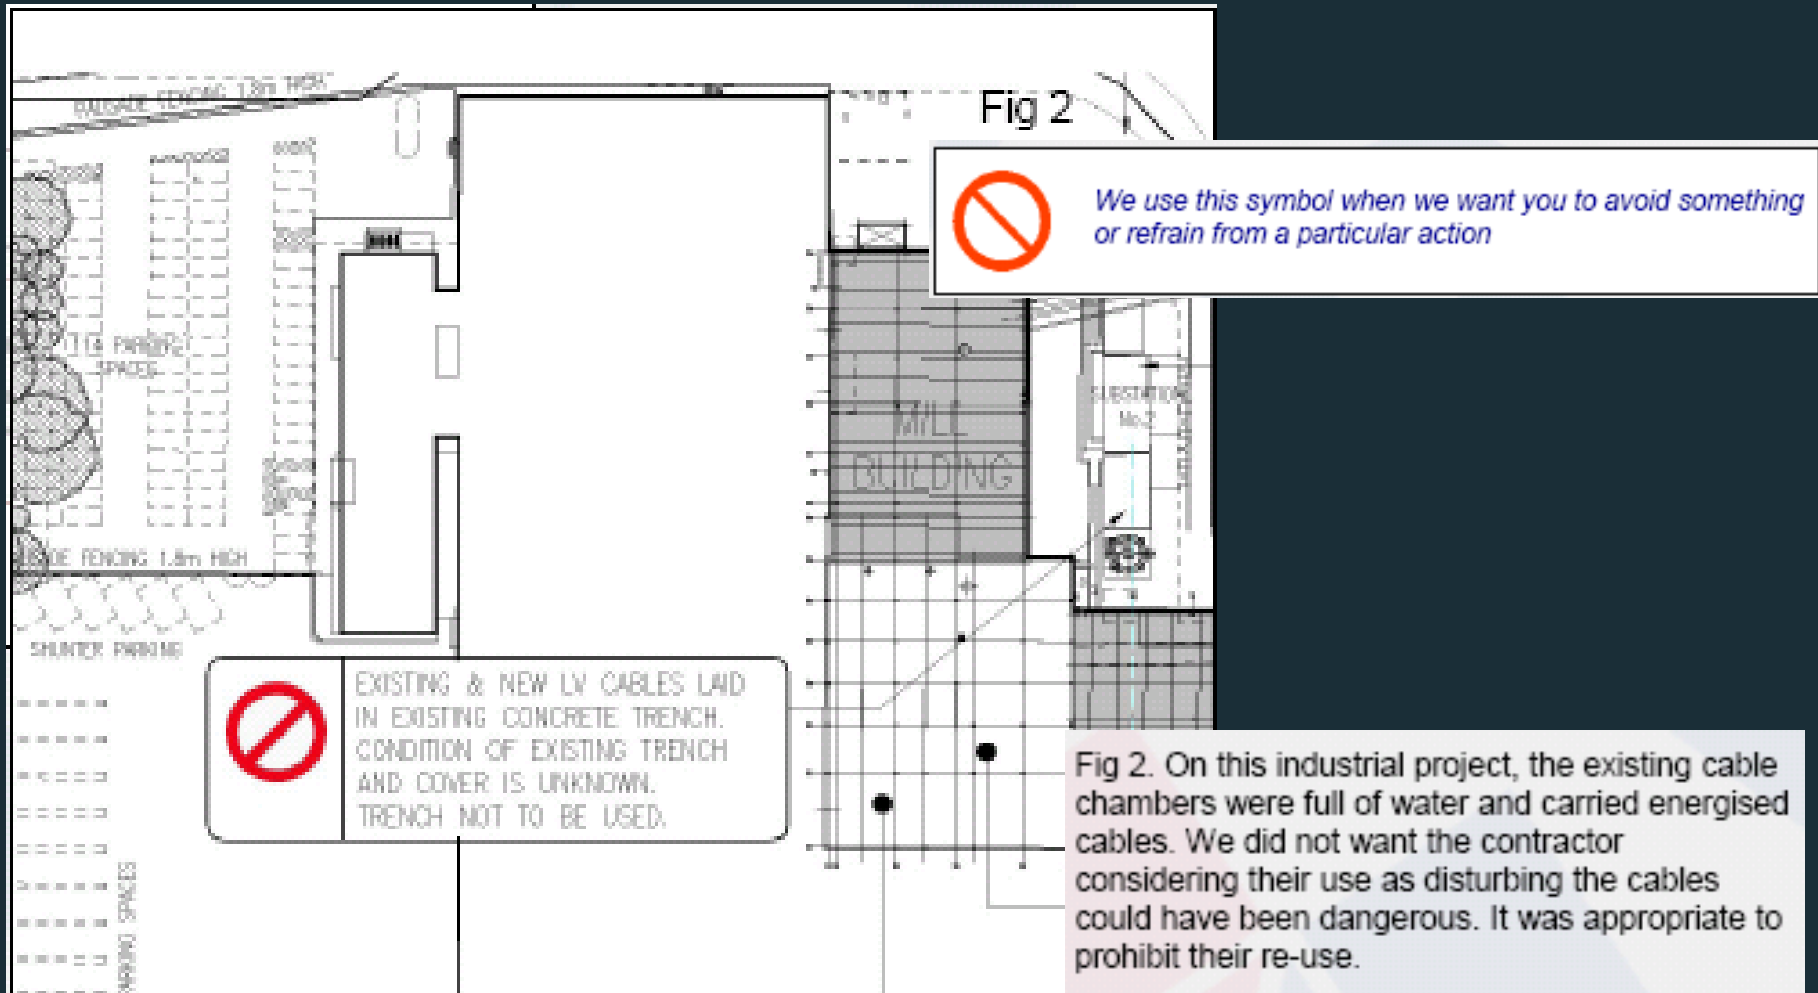 PALISADE FENCING 1.8m HIGH
Fig 2
We use this symbol when we want you to avoid something
or refrain from a particular action
PARKING
SPACES
MILL
BUILDING
SUBSTATION
No.2
FENCING 1.8m HIGH
SHUNTER PARKING
EXISTING & NEW LV CABLES LAID
IN EXISTING CONCRETE TRENCH.
CONDITION OF EXISTING TRENCH
AND COVER IS UNKNOWN.
TRENCH NOT TO BE USED.
PARKING SPACES
Fig 2. On this industrial project, the existing cable
chambers were full of water and carried energised
cables. We did not want the contractor
considering their use as disturbing the cables
could have been dangerous. It was appropriate to
prohibit their re-use.